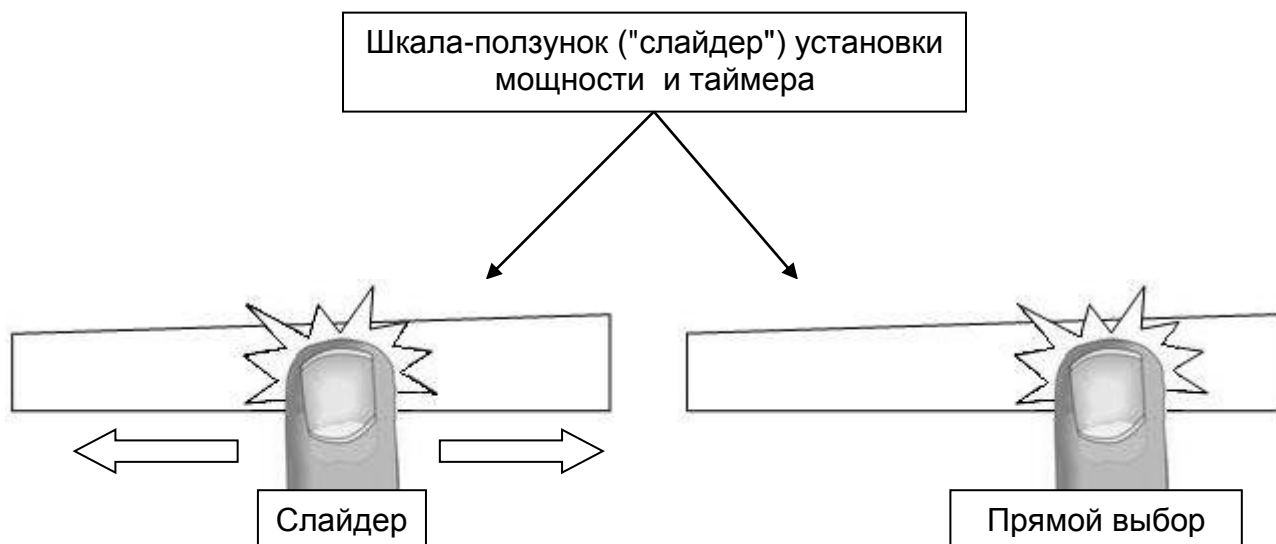 Шкала-ползунок ("слайдер") установки
мощности и таймера
Слайдер
Прямой выбор